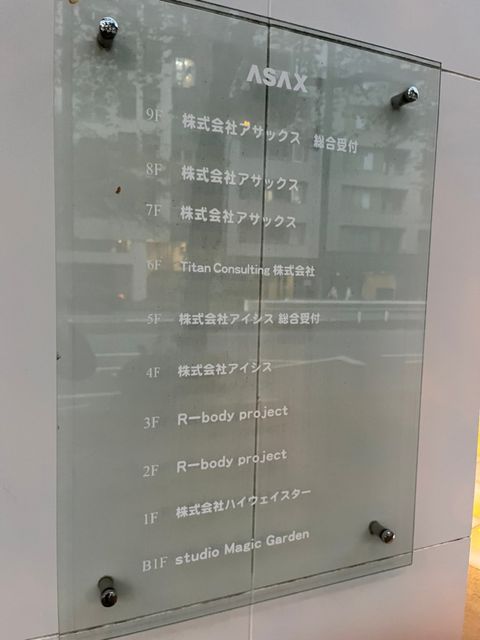 ASAX
9F 株式会社アサックス 総合受付
8F 株式会社アサックス
7F 株式会社アサックス
6F Titan Consulting 株式会社
5F 株式会社アイシス 総合受付
4F 株式会社アイシス
3F R-body project
2F R-body project
1F 株式会社ハイウェイスター
B1F studio Magic Garden